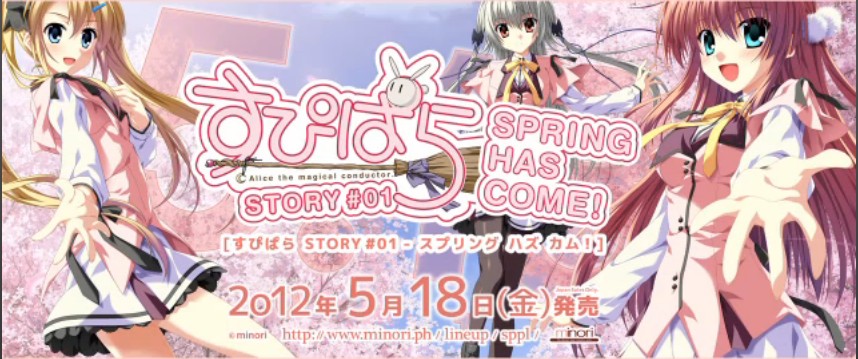 すぴぱら
Alice the magical conductor.
STORY #01
SPRING
HAS
COME!
[すぴぱら STORY #01 - スプリング ハズ カム！]
2012年5月18日(金)発売
©minori http://www.minori.ph/lineup/sppl/ minori